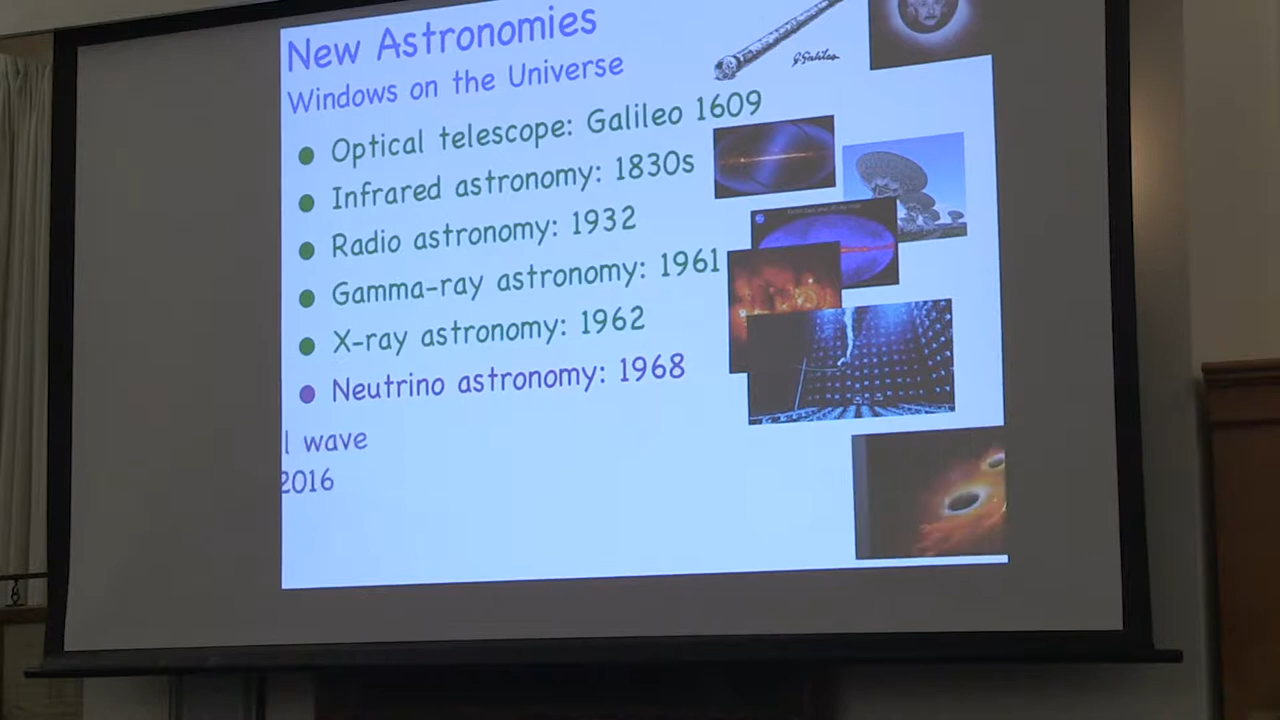 New Astronomies
Windows on the Universe
Optical telescope: Galileo 1609
Infrared astronomy: 1830s
Radio astronomy: 1932
Gamma-ray astronomy: 1961
X-ray astronomy: 1962
Neutrino astronomy: 1968
l wave
2016
G.Galileo